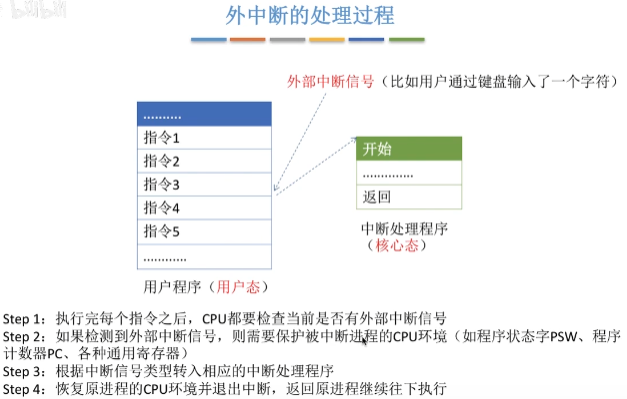 bilibili
外中断的处理过程
外部中断信号（比如用户通过键盘输入了一个字符）
..........
指令1
指令2
指令3
指令4
指令5
............
用户程序（用户态）
开始
..............
返回
中断处理程序
（核心态）
Step 1：执行完每个指令之后，CPU都要检查当前是否有外部中断信号
Step 2：如果检测到外部中断信号，则需要保护被中断进程的CPU环境（如程序状态字PSW、程序
计数器PC、各种通用寄存器）
Step 3：根据中断信号类型转入相应的中断处理程序
Step 4：恢复原进程的CPU环境并退出中断，返回原进程继续往下执行